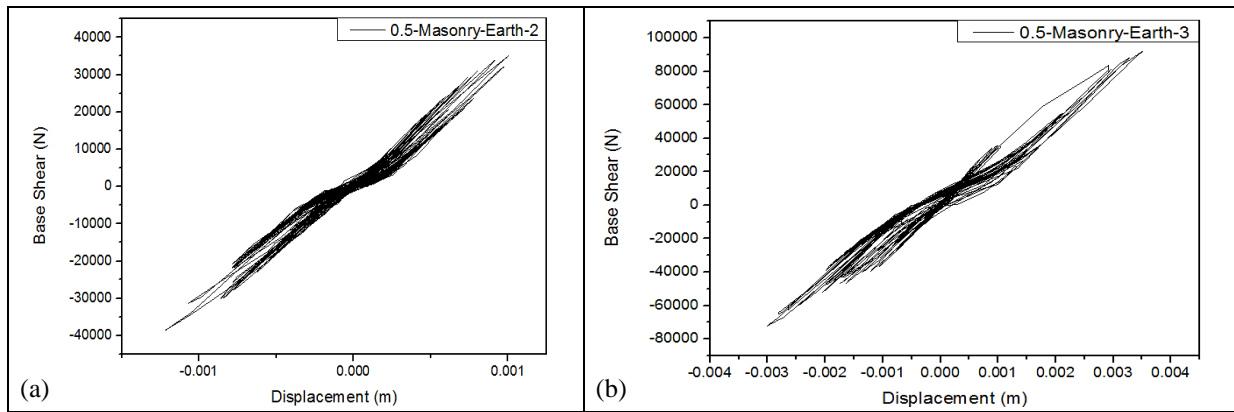 0.5-Masonry-Earth-2
40000
30000
20000
10000
0
-10000
-20000
-30000
-40000
Base Shear (N)
-0.001 0.000 0.001
Displacement (m)
(a)
0.5-Masonry-Earth-3
100000
80000
60000
40000
20000
0
-20000
-40000
-60000
-80000
Base Shear (N)
-0.004 -0.003 -0.002 -0.001 0.000 0.001 0.002 0.003 0.004
Displacement (m)
(b)